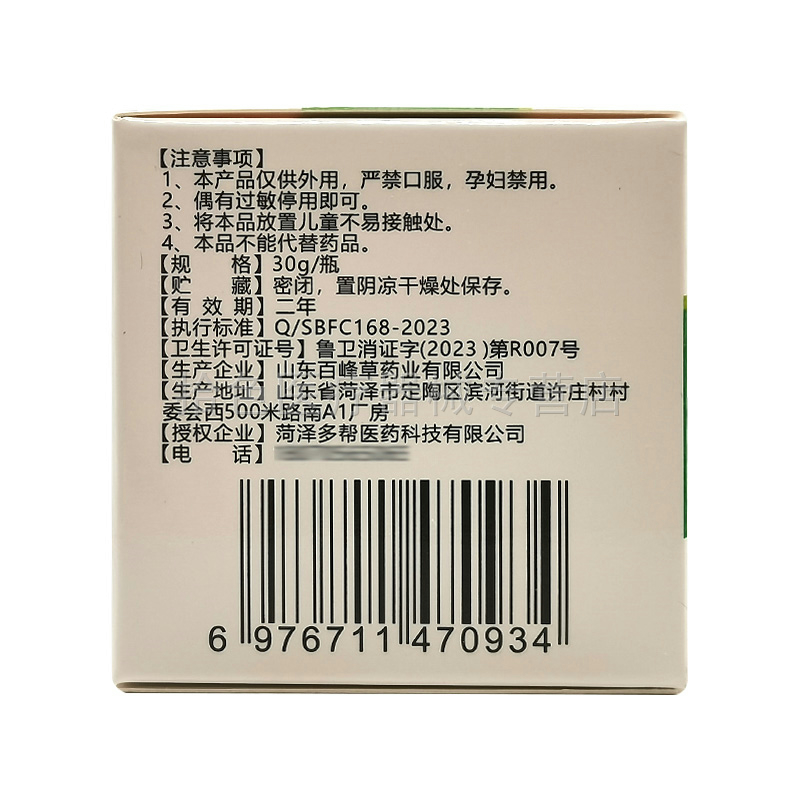 【注意事项】
1、本产品仅供外用，严禁口服，孕妇禁用。
2、偶有过敏停用即可。
3、将本品放置儿童不易接触处。
4、本品不能代替药品。
【规 格】30g/瓶
【贮 藏】密闭，置阴凉干燥处保存。
【有 效 期】二年
【执行标准】Q/SBFC168-2023
【卫生许可证号】鲁卫消证字(2023 )第R007号
【生产企业】山东百峰草药业有限公司
【生产地址】山东省菏泽市定陶区滨河街道许庄村村
委会西500米路南A1厂房
【授权企业】菏泽多帮医药科技有限公司
【电 话】
6 976711 470934